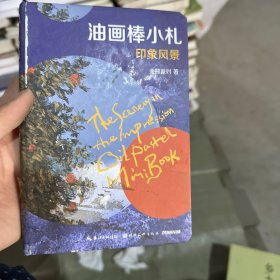 油画棒小札
印象风景
The Scenery in
the Impression
Oil Pastel
Mini Book